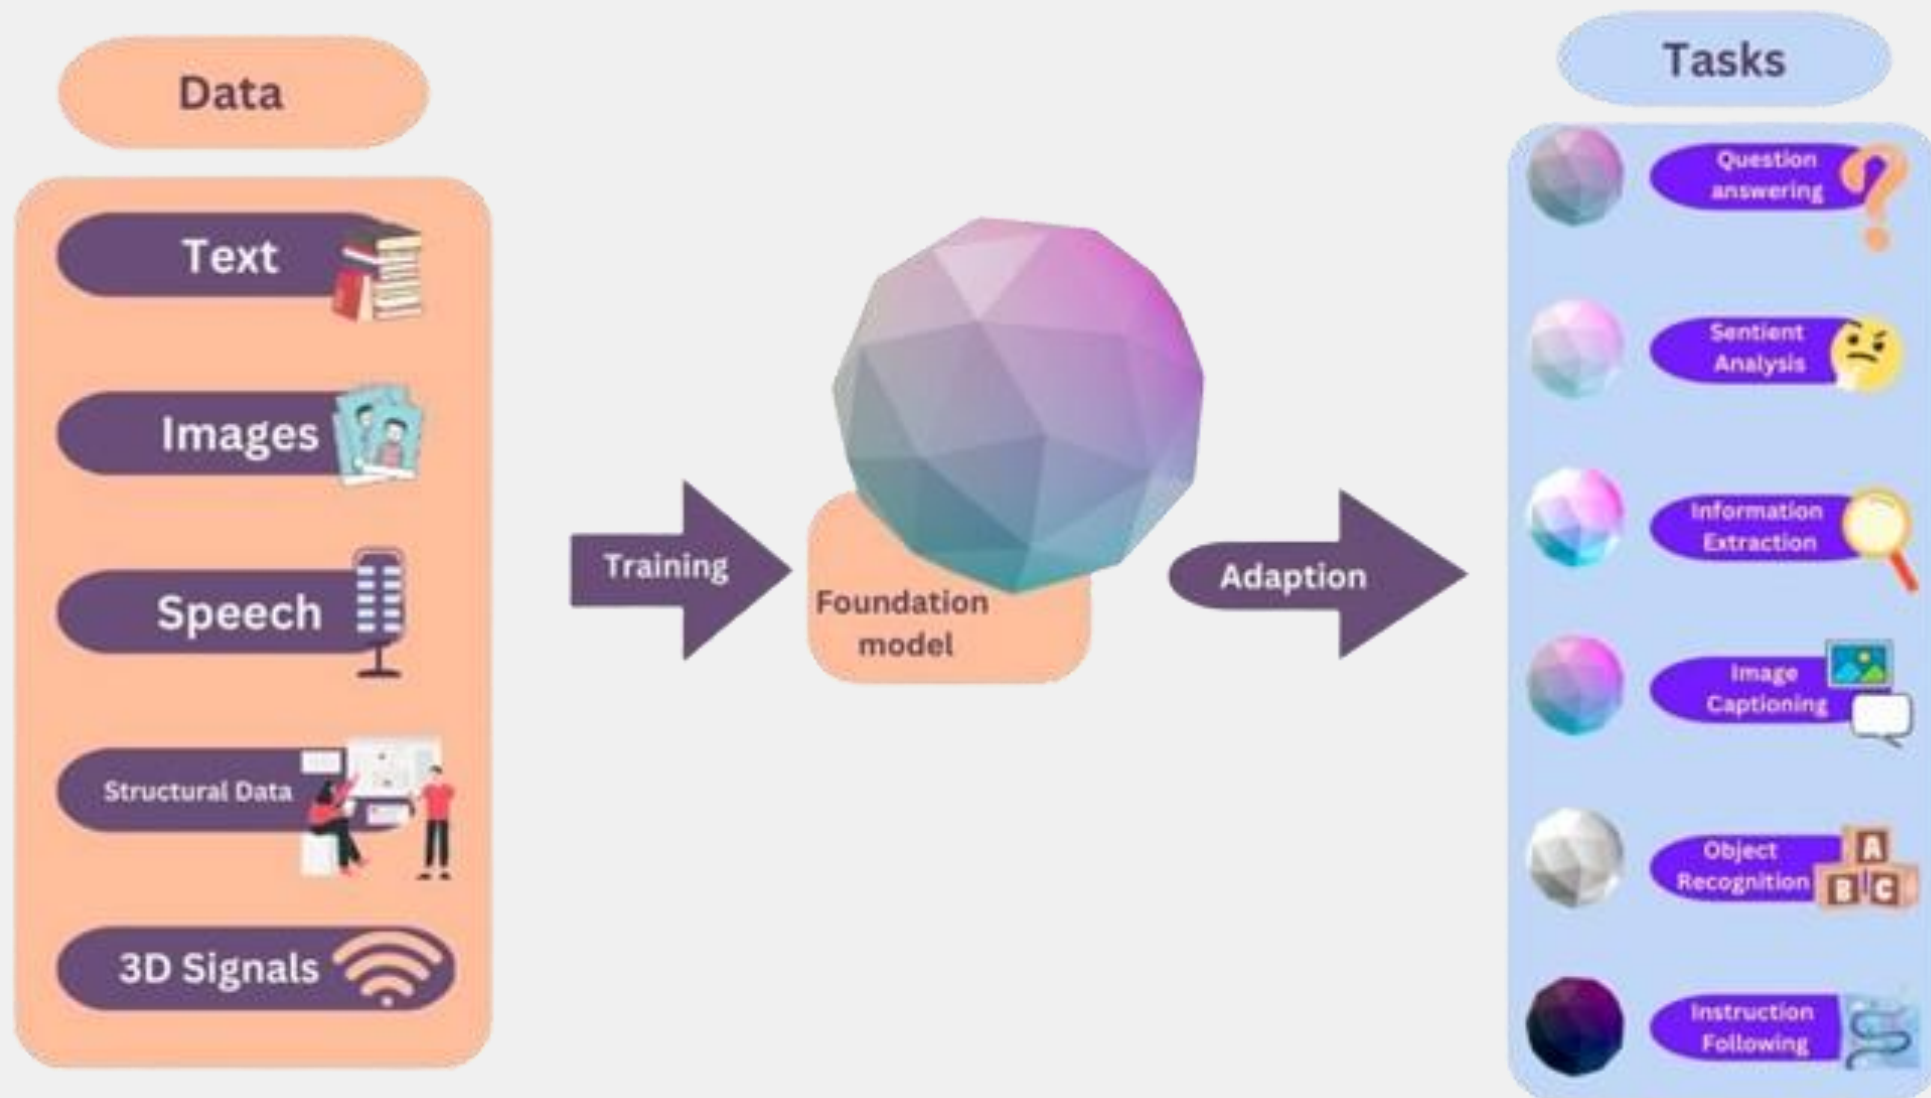 Data
Text
Images
Speech
Structural Data
3D Signals
Training
Foundation
model
Adaption
Tasks
Question
answering
Sentient
Analysis
Information
Extraction
Image
Captioning
Object
Recognition
A
B C
Instruction
Following